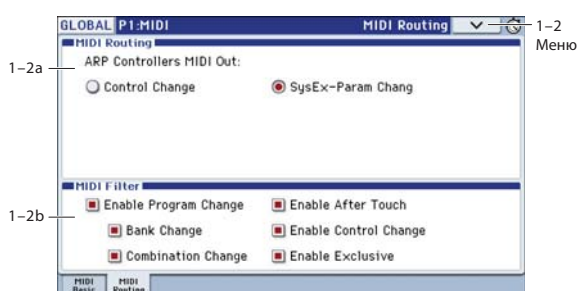 GLOBAL P1:MIDI MIDI Routing
1–2
Меню
MIDI Routing
1–2a
ARP Controllers MIDI Out:
Control Change SysEx-Param Chang
MIDI Filter
Enable Program Change Enable After Touch
1–2b
Bank Change Enable Control Change
Combination Change Enable Exclusive
MIDI Basic
MIDI Routing